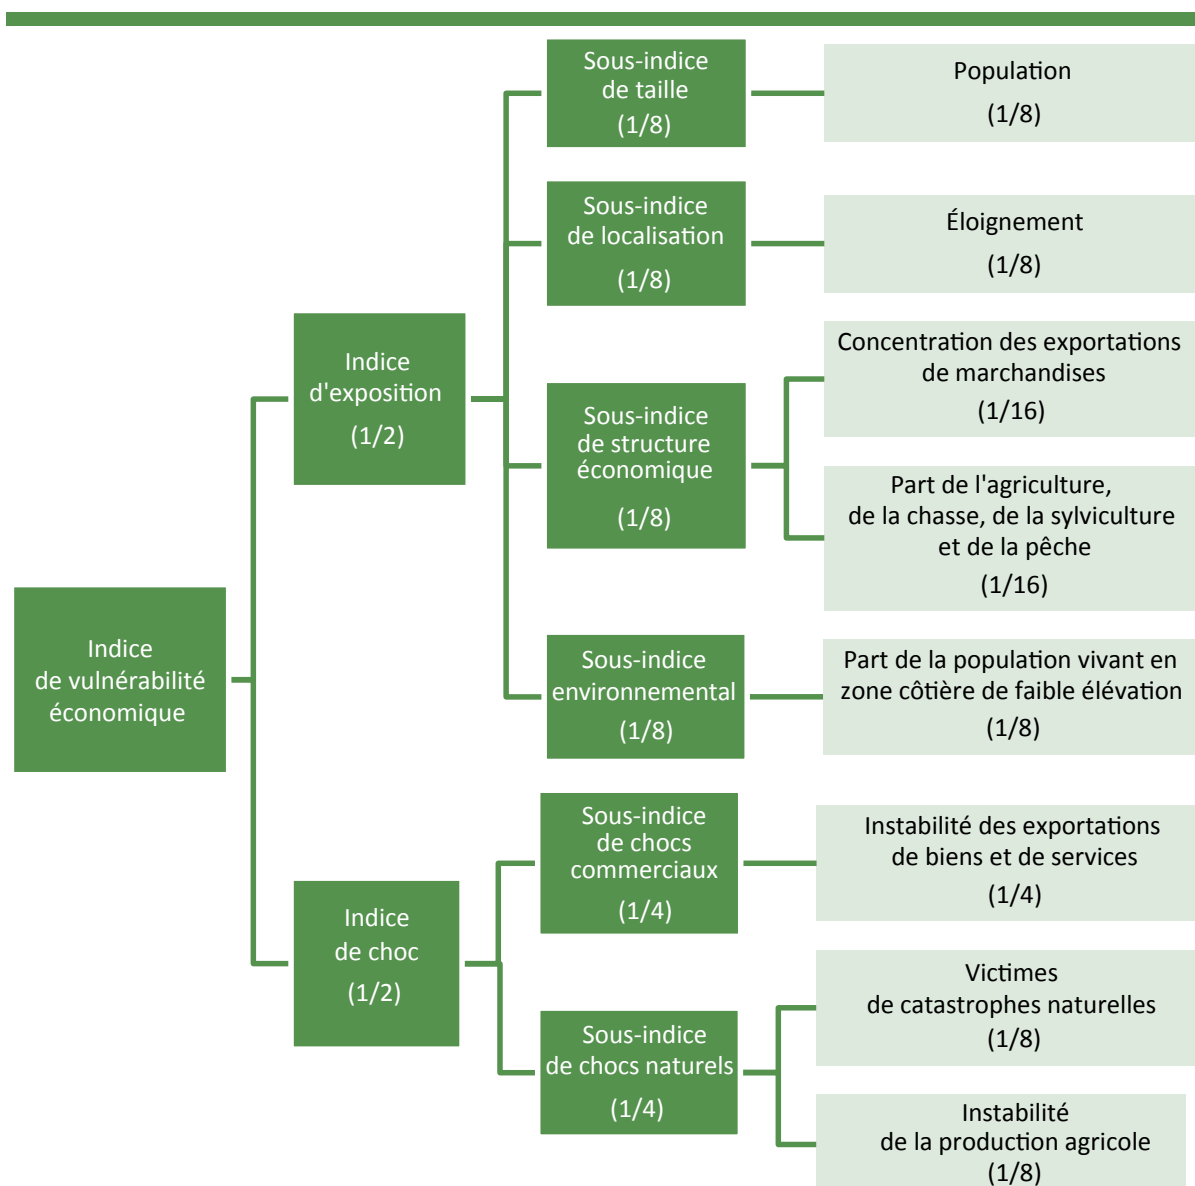 Indice
de vulnérabilité
économique
Indice
d'exposition
(1/2)
Sous-indice
de taille
(1/8)
Population
(1/8)
Sous-indice
de localisation
(1/8)
Éloignement
(1/8)
Sous-indice
de structure
économique
(1/8)
Concentration des exportations
de marchandises
(1/16)
Part de l'agriculture,
de la chasse, de la sylviculture
et de la pêche
(1/16)
Sous-indice
environnemental
(1/8)
Part de la population vivant en
zone côtière de faible élévation
(1/8)
Indice
de choc
(1/2)
Sous-indice
de chocs
commerciaux
(1/4)
Instabilité des exportations
de biens et de services
(1/4)
Sous-indice
de chocs naturels
(1/4)
Victimes
de catastrophes naturelles
(1/8)
Instabilité
de la production agricole
(1/8)